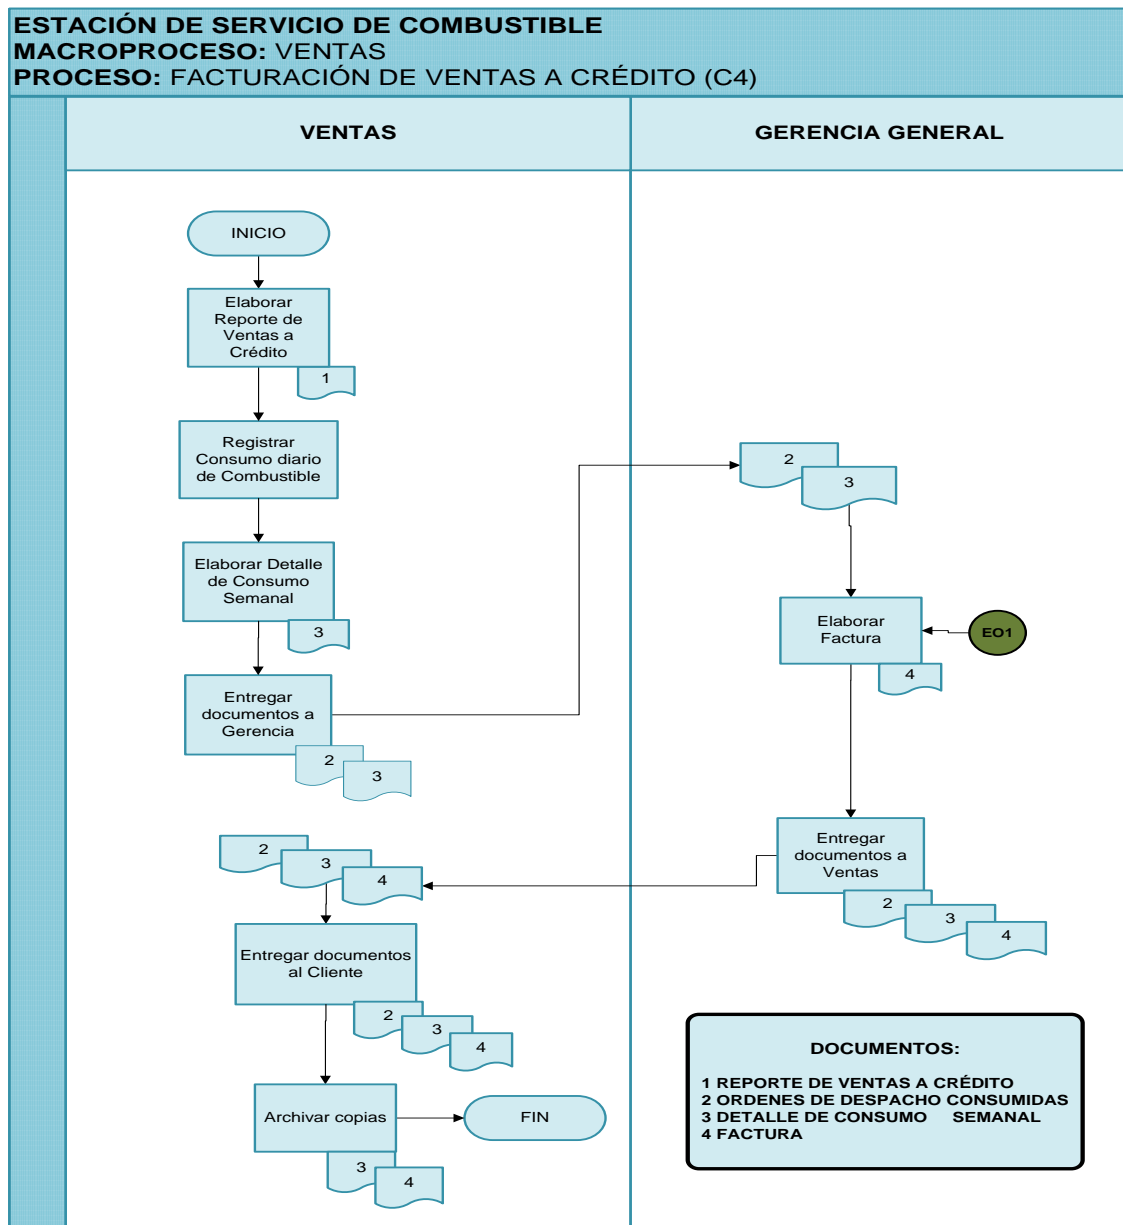 ESTACIÓN DE SERVICIO DE COMBUSTIBLE
MACROPROCESO: VENTAS
PROCESO: FACTURACIÓN DE VENTAS A CRÉDITO (C4)
VENTAS
GERENCIA GENERAL
INICIO
Elaborar
Reporte de
Ventas a
Crédito
1
Registrar
Consumo diario
de Combustible
Elaborar Detalle
de Consumo
Semanal
3
Entregar
documentos a
Gerencia
2
3
2
3
Elaborar
Factura
EO1
4
Entregar
documentos a
Ventas
2
3
4
2
3
4
Entregar documentos
al Cliente
2
3
4
Archivar copias
3
4
FIN
DOCUMENTOS:
1 REPORTE DE VENTAS A CRÉDITO
2 ORDENES DE DESPACHO CONSUMIDAS
3 DETALLE DE CONSUMO SEMANAL
4 FACTURA